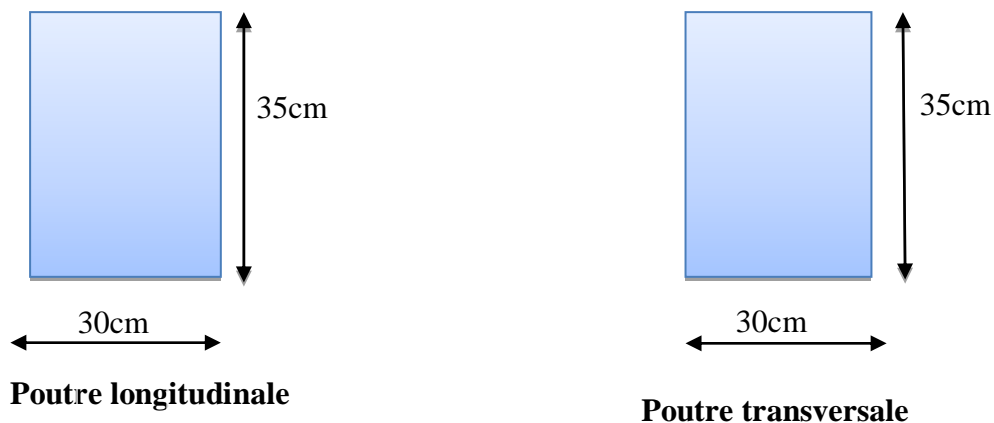 35cm
35cm
30cm
30cm
Poutre longitudinale
Poutre transversale